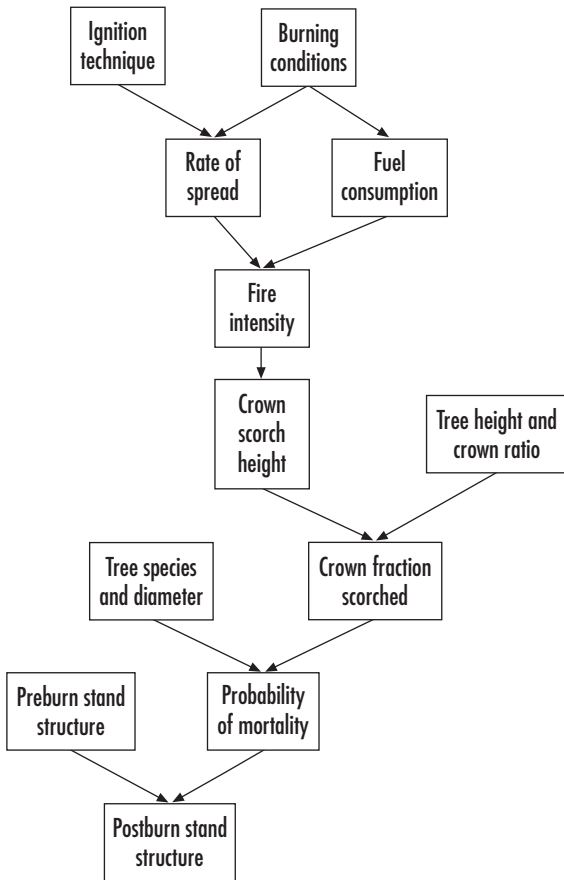 Ignition
technique
Burning
conditions
Rate of
spread
Fuel
consumption
Fire
intensity
Crown
scorch
height
Tree height and
crown ratio
Tree species
and diameter
Crown fraction
scorched
Preburn stand
structure
Probability
of mortality
Postburn stand
structure